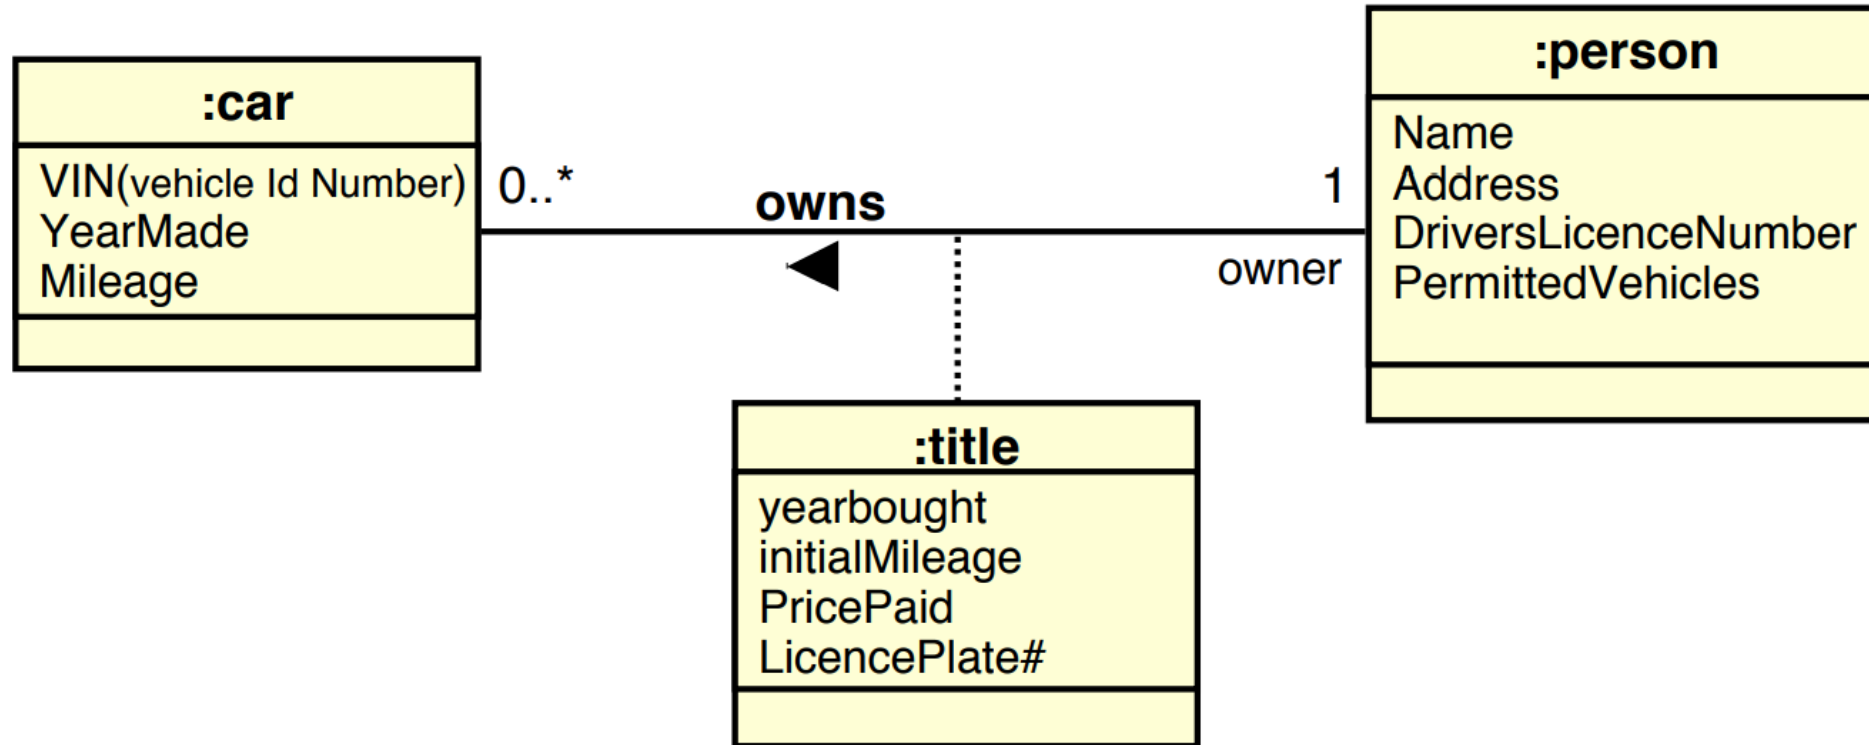 :car
VIN(vehicle Id Number)
YearMade
Mileage
0..*
owns
1
owner
:person
Name
Address
DriversLicenceNumber
PermittedVehicles
:title
yearbought
initialMileage
PricePaid
LicencePlate#